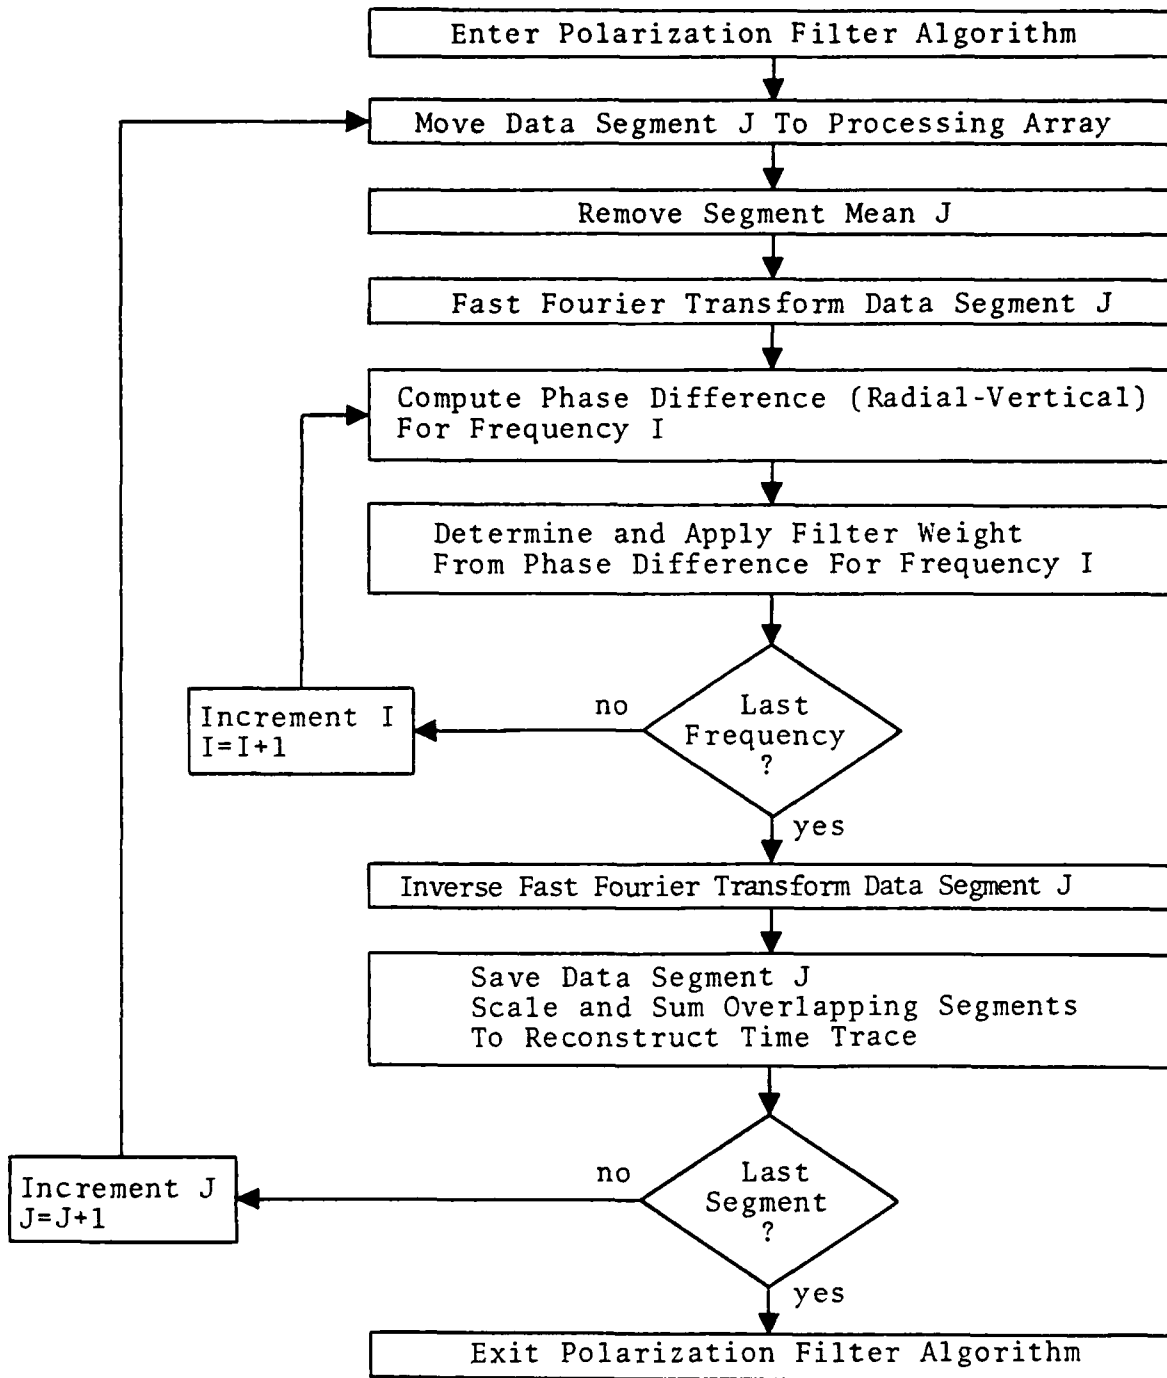 Enter Polarization Filter Algorithm
Move Data Segment J To Processing Array
Remove Segment Mean J
Fast Fourier Transform Data Segment J
Compute Phase Difference (Radial-Vertical)
For Frequency I
Determine and Apply Filter Weight
From Phase Difference For Frequency I
Increment I
I=I+1
no
Last
Frequency
?
yes
Inverse Fast Fourier Transform Data Segment J
Save Data Segment J
Scale and Sum Overlapping Segments
To Reconstruct Time Trace
Increment J
J=J+1
no
Last
Segment
?
yes
Exit Polarization Filter Algorithm